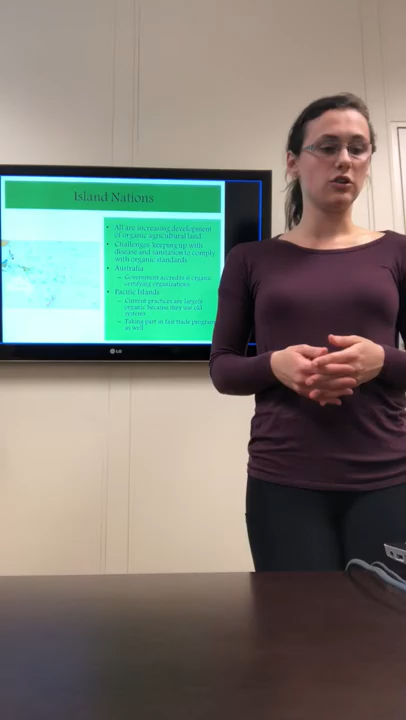 Island Nations
• All are increasing development
of organic agricultural land
• Challenges: keeping up with
disease and sanitation to comply
with organic standards
• Australia
– Government accredited organic
certifying organizations
• Pacific Islands
– Current practices are largely
organic because they use old
systems
– Taking part in fair trade programs
as well
LG